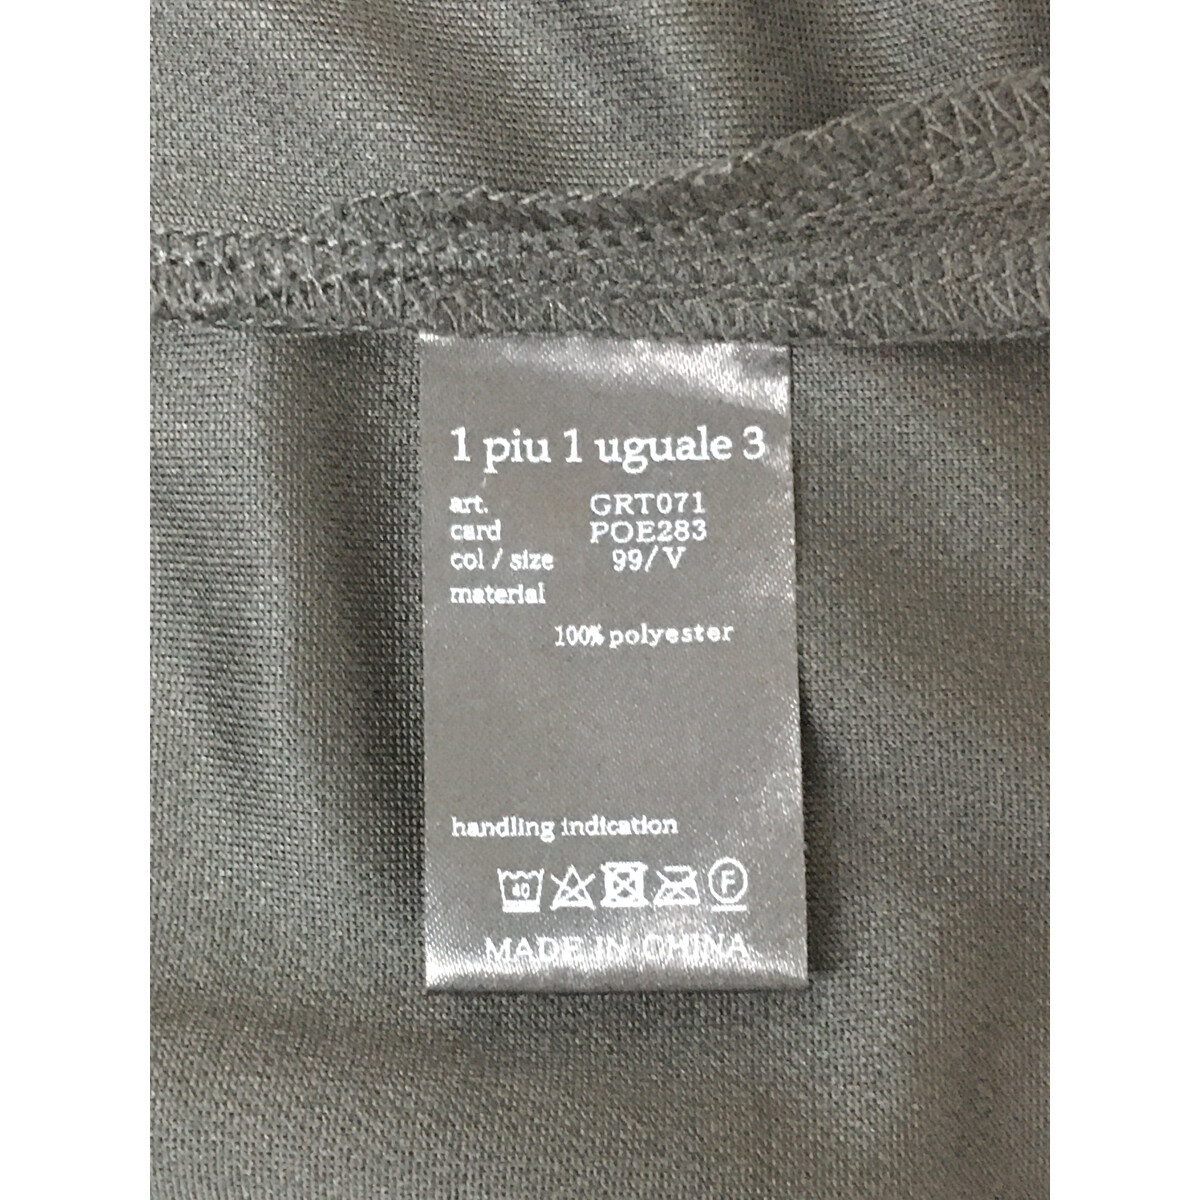 1 piu 1 uguale 3
art. GRT071
card POE283
col / size 99/V
material
100% polyester
handling indication
40 F
MADE IN CHINA